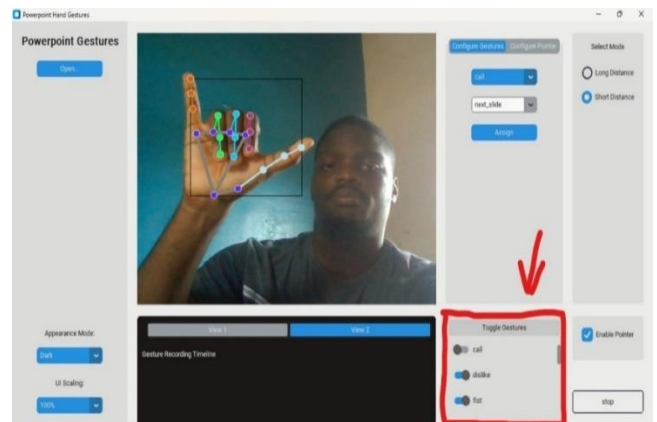 Powerpoint Hand Gestures
Powerpoint Gestures
Open..
Appearance Mode:
Dark
UI Scaling:
100%
View 1
View 2
Gesture Recording Timeline
Configure Gestures
Configure Pointer
call
next_slide
Assign
Toggle Gestures
call
dislike
fist
Select Mode
Long Distance
Short Distance
Enable Pointer
stop